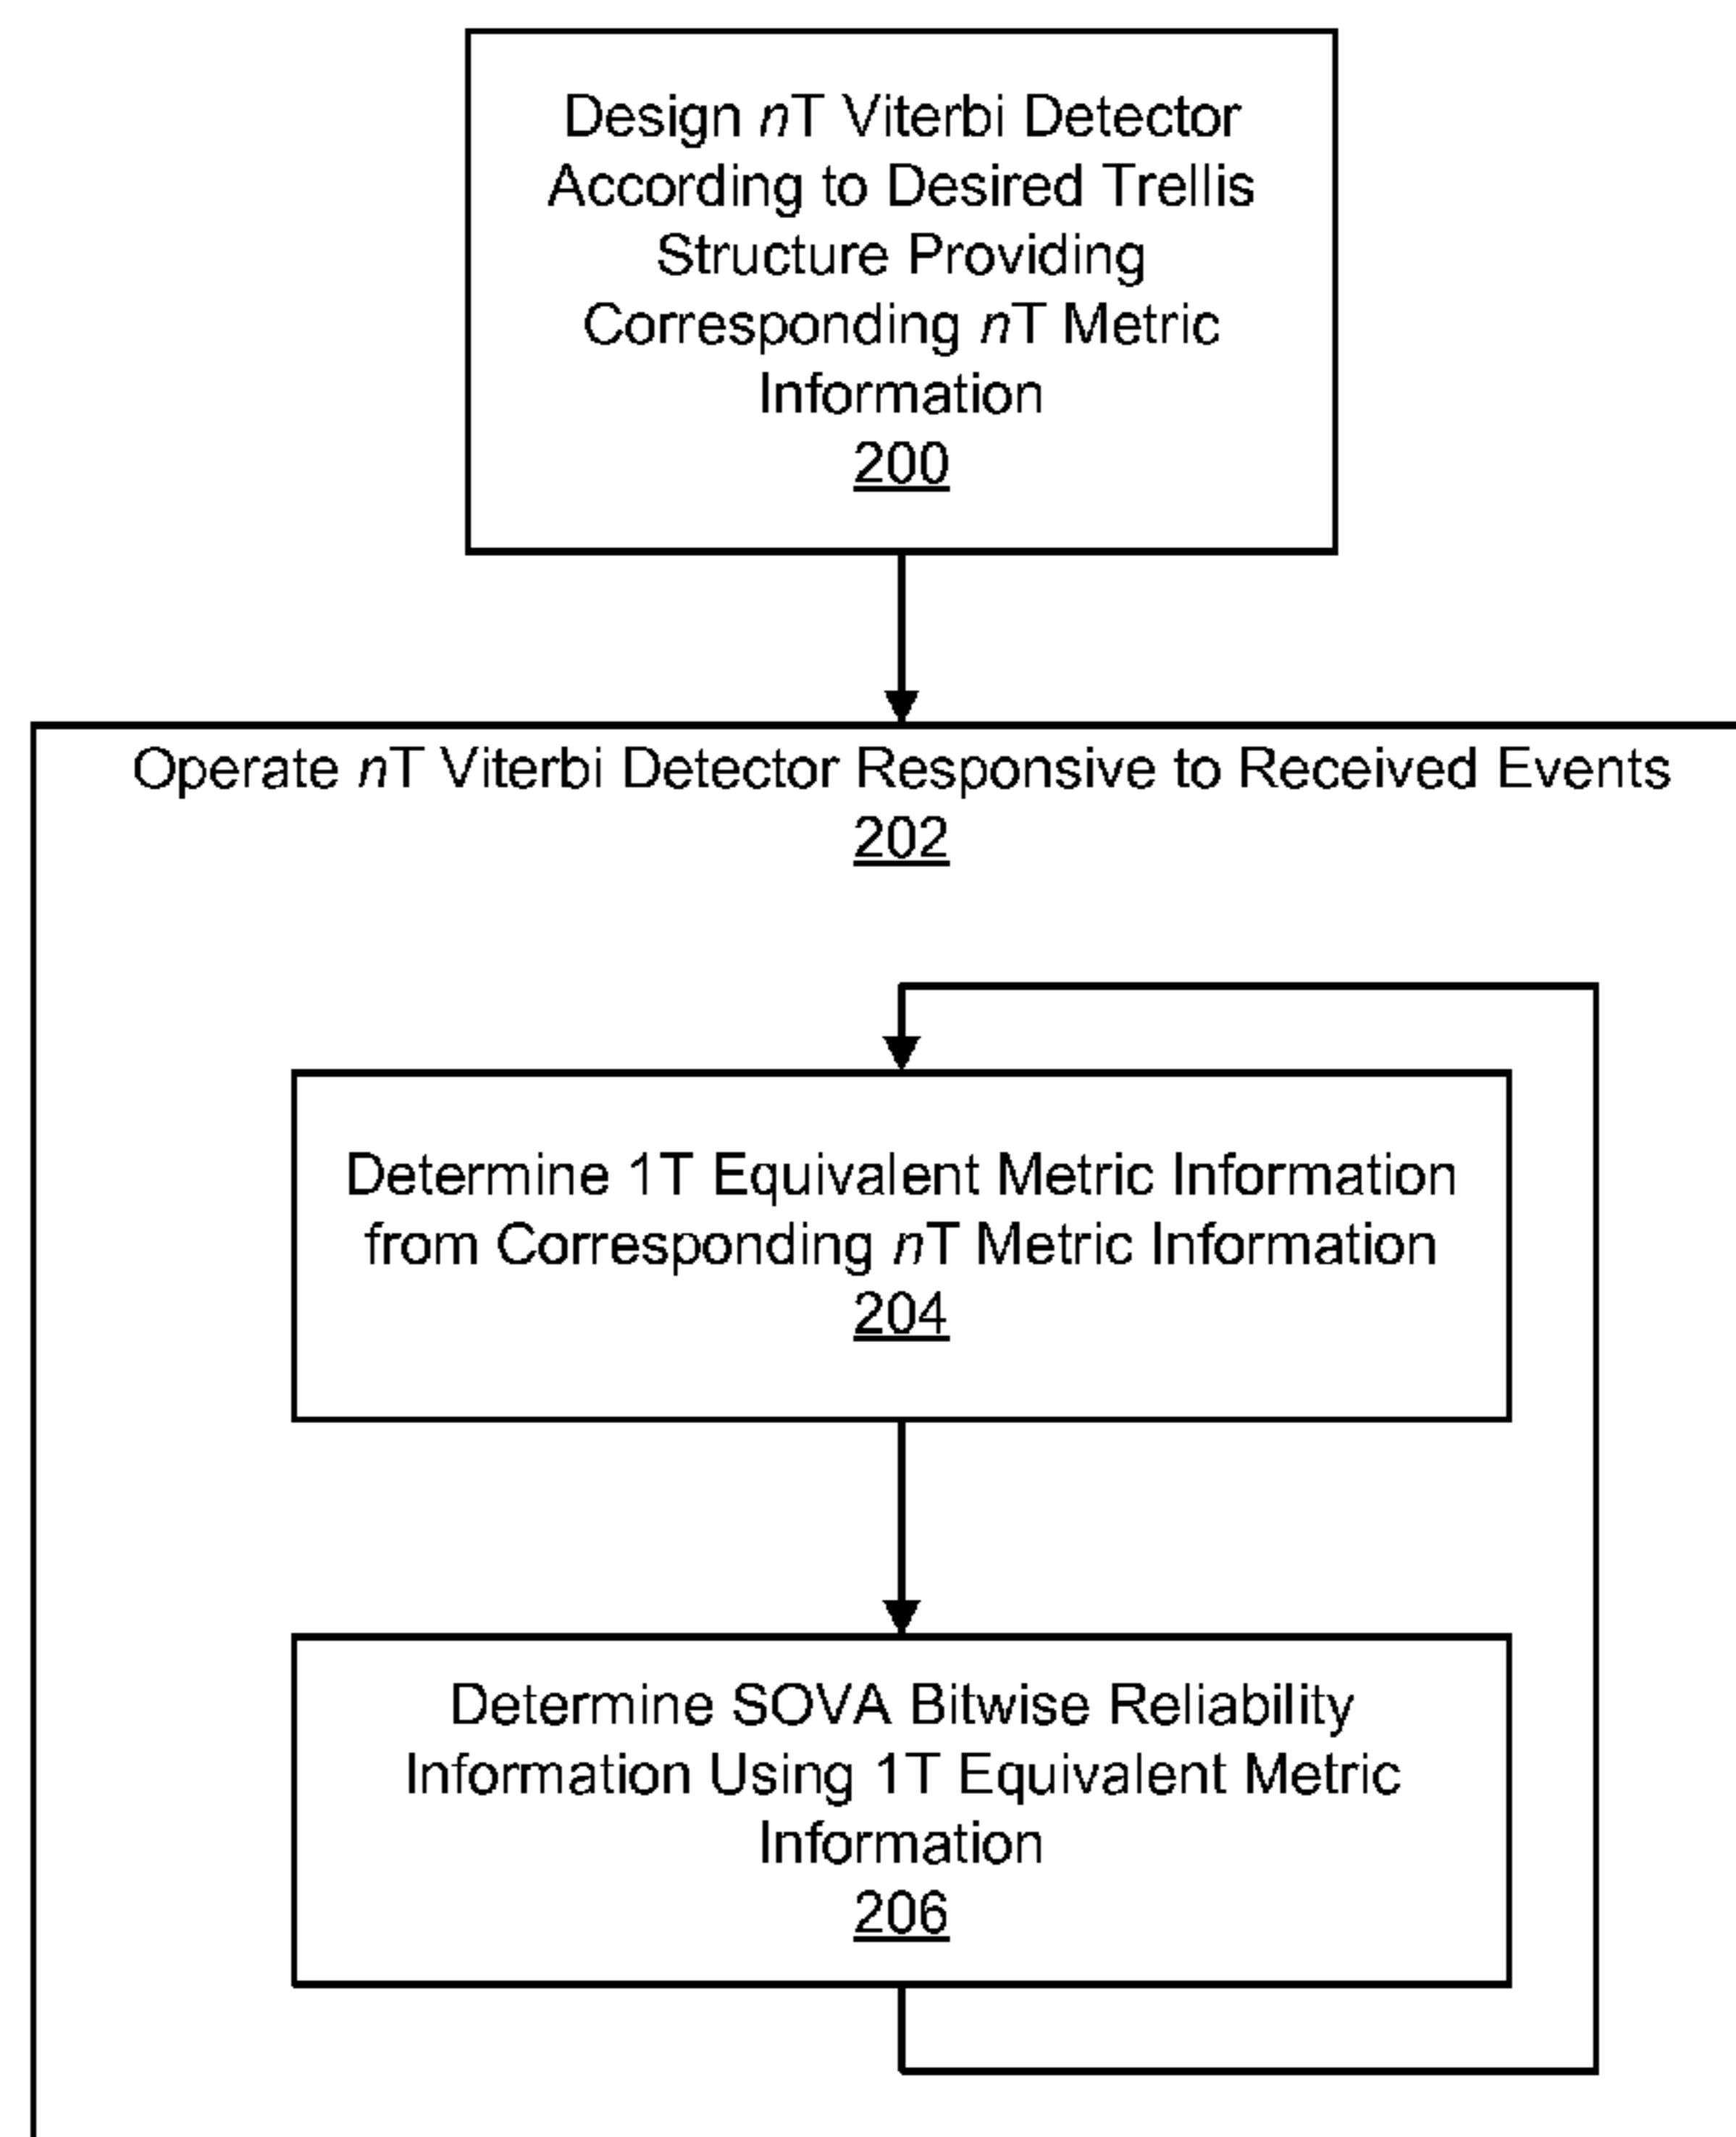 Design nT Viterbi Detector
According to Desired Trellis
Structure Providing
Corresponding nT Metric
Information
200
Operate nT Viterbi Detector Responsive to Received Events
202
Determine 1T Equivalent Metric Information
from Corresponding nT Metric Information
204
Determine SOVA Bitwise Reliability
Information Using 1T Equivalent Metric
Information
206